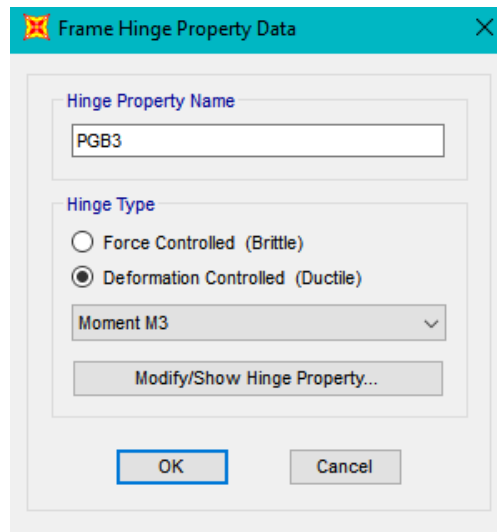 Frame Hinge Property Data
Hinge Property Name
PGB3
Hinge Type
Force Controlled (Brittle)
Deformation Controlled (Ductile)
Moment M3
Modify/Show Hinge Property...
OK Cancel